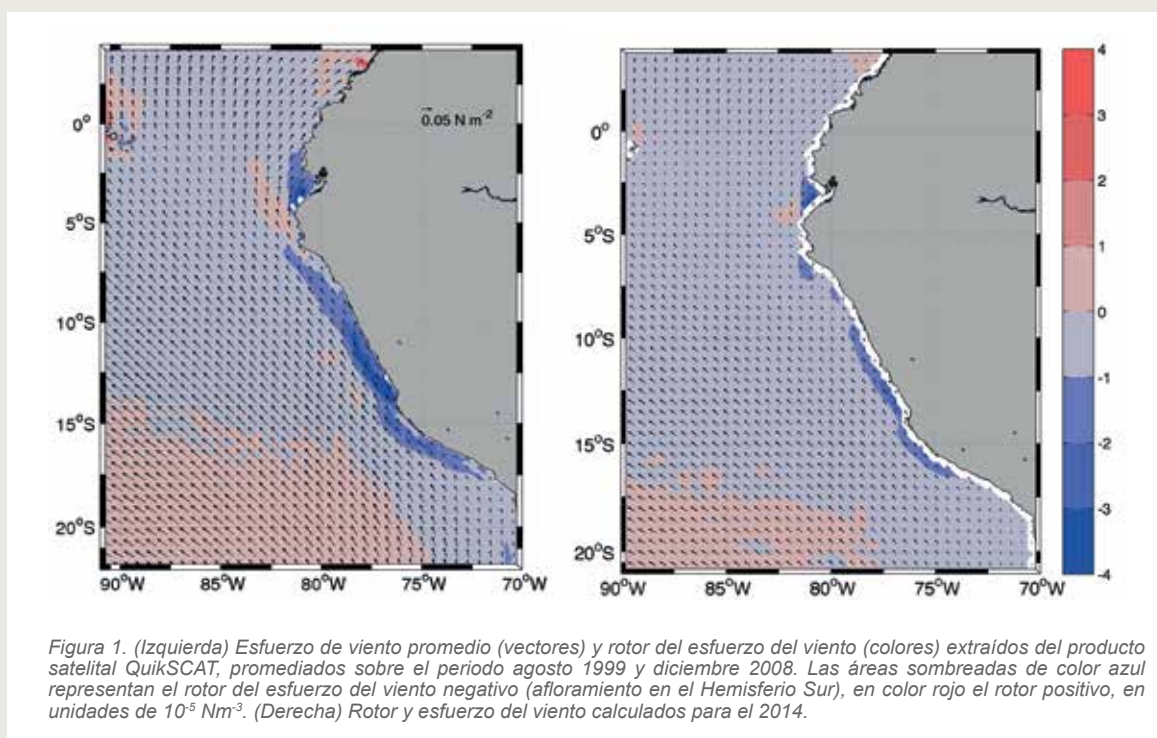 0.05 N m-2
0°
5°S
10°S
15°S
20°S
90°W
85°W
80°W
75°W
70°W
0°
5°S
10°S
15°S
20°S
90°W
85°W
80°W
75°W
70°W
4
3
2
1
0
-1
-2
-3
-4
Figura 1. (Izquierda) Esfuerzo de viento promedio (vectores) y rotor del esfuerzo del viento (colores) extraídos del producto
satelital QuikSCAT, promediados sobre el periodo agosto 1999 y diciembre 2008. Las áreas sombreadas de color azul
representan el rotor del esfuerzo del viento negativo (afloramiento en el Hemisferio Sur), en color rojo el rotor positivo, en
unidades de 10-5 Nm-3. (Derecha) Rotor y esfuerzo del viento calculados para el 2014.